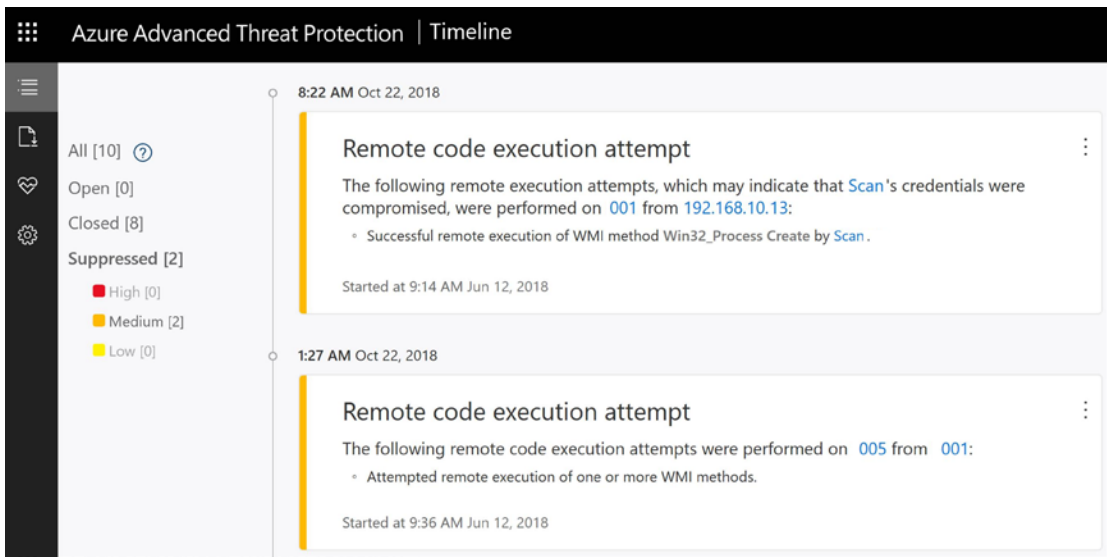 Azure Advanced Threat Protection | Timeline
All [10] ?
Open [0]
Closed [8]
Suppressed [2]
High [0]
Medium [2]
Low [0]
8:22 AM Oct 22, 2018
Remote code execution attempt
The following remote execution attempts, which may indicate that Scan's credentials were
compromised, were performed on 001 from 192.168.10.13:
Successful remote execution of WMI method Win32_Process Create by Scan.
Started at 9:14 AM Jun 12, 2018
1:27 AM Oct 22, 2018
Remote code execution attempt
The following remote code execution attempts were performed on 005 from 001:
Attempted remote execution of one or more WMI methods.
Started at 9:36 AM Jun 12, 2018